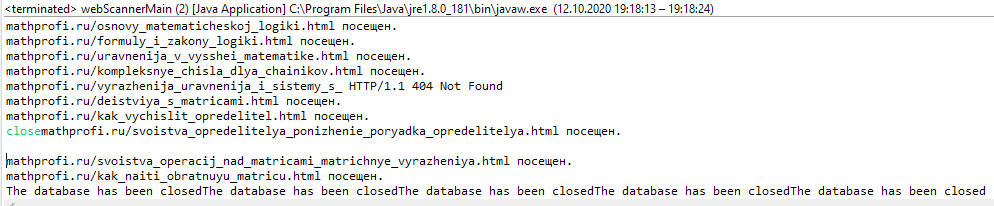 <terminated> webScannerMain (2) [Java Application] C:\Program Files\Java\jre1.8.0_181\bin\javaw.exe (12.10.2020 19:18:13 – 19:18:24)
mathprofi.ru/osnovy_matematicheskoj_logiki.html посещен.
mathprofi.ru/formuly_i_zakony_logiki.html посещен.
mathprofi.ru/uravnenija_v_vysshei_matematike.html посещен.
mathprofi.ru/kompleksnye_chisla_dlya_chainikov.html посещен.
mathprofi.ru/vyrazhenija_uravnenija_i_sistemy_s_ HTTP/1.1 404 Not Found
mathprofi.ru/deistviya_s_matricami.html посещен.
mathprofi.ru/kak_vychislit_opredelitel.html посещен.
closemathprofi.ru/svoistva_opredelitelya_ponizhenie_poryadka_opredelitelya.html посещен.
mathprofi.ru/svoistva_operacij_nad_matricami_matrichnye_vyrazheniya.html посещен.
mathprofi.ru/kak_naiti_obratnuyu_matricu.html посещен.
The database has been closedThe database has been closedThe database has been closedThe database has been closedThe database has been closed